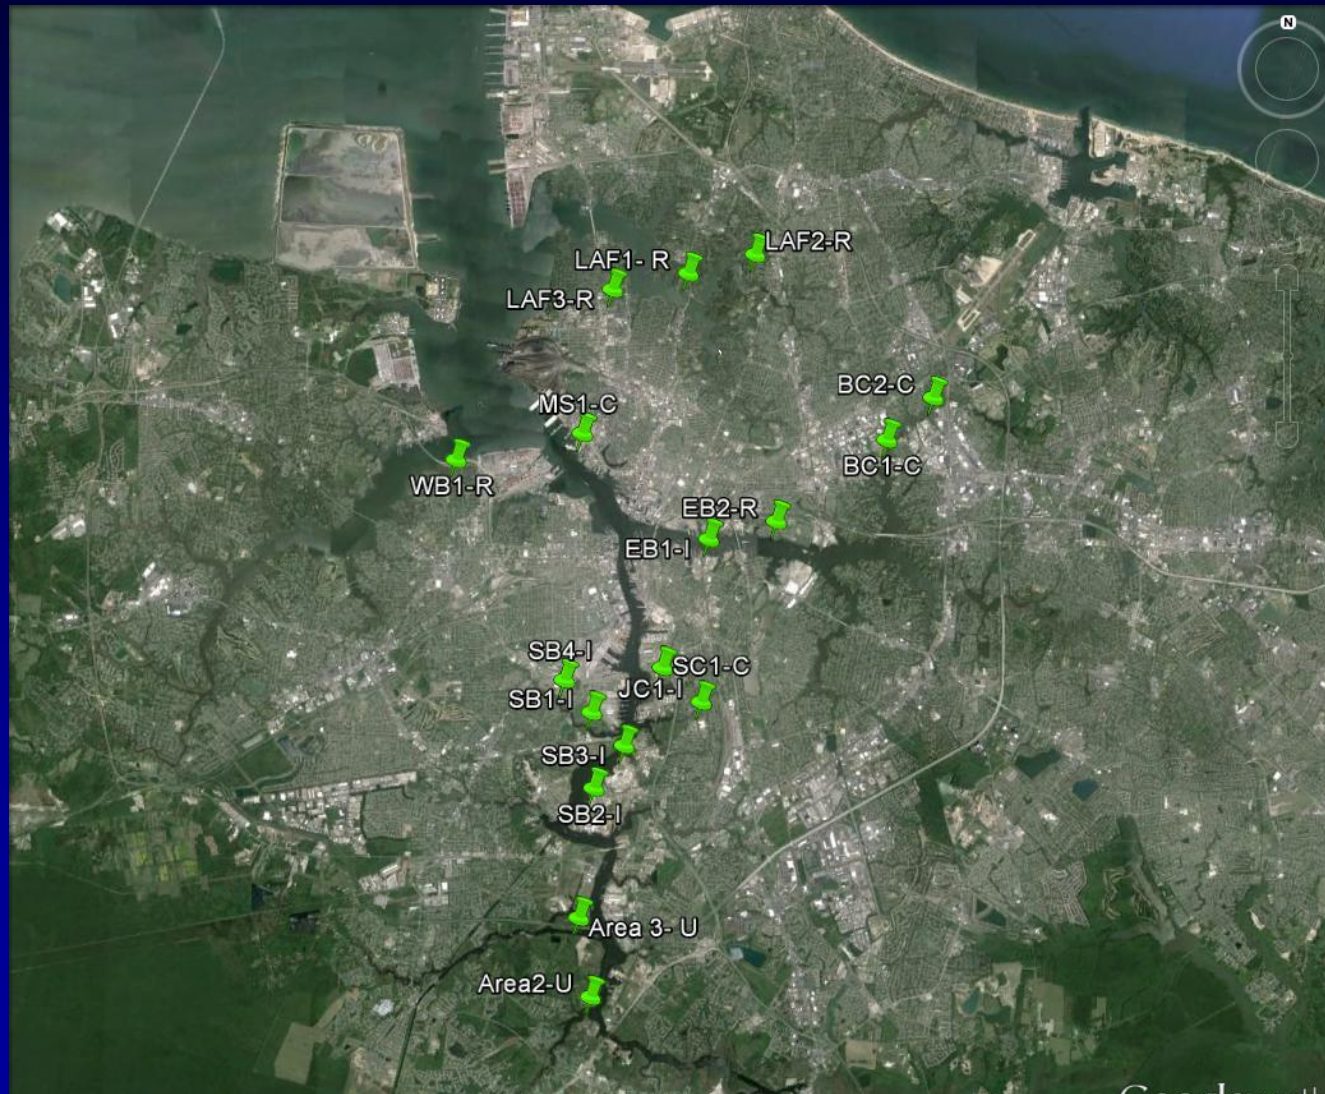 N
LAF2-R
LAF1- R
LAF3-R
BC2-C
MS1-C
BC1-C
WB1-R
EB2-R
EB1-I
SB4-I
SC1-C
JC1-I
SB1-I
SB3-I
SB2-I
Area 3- U
Area2-U